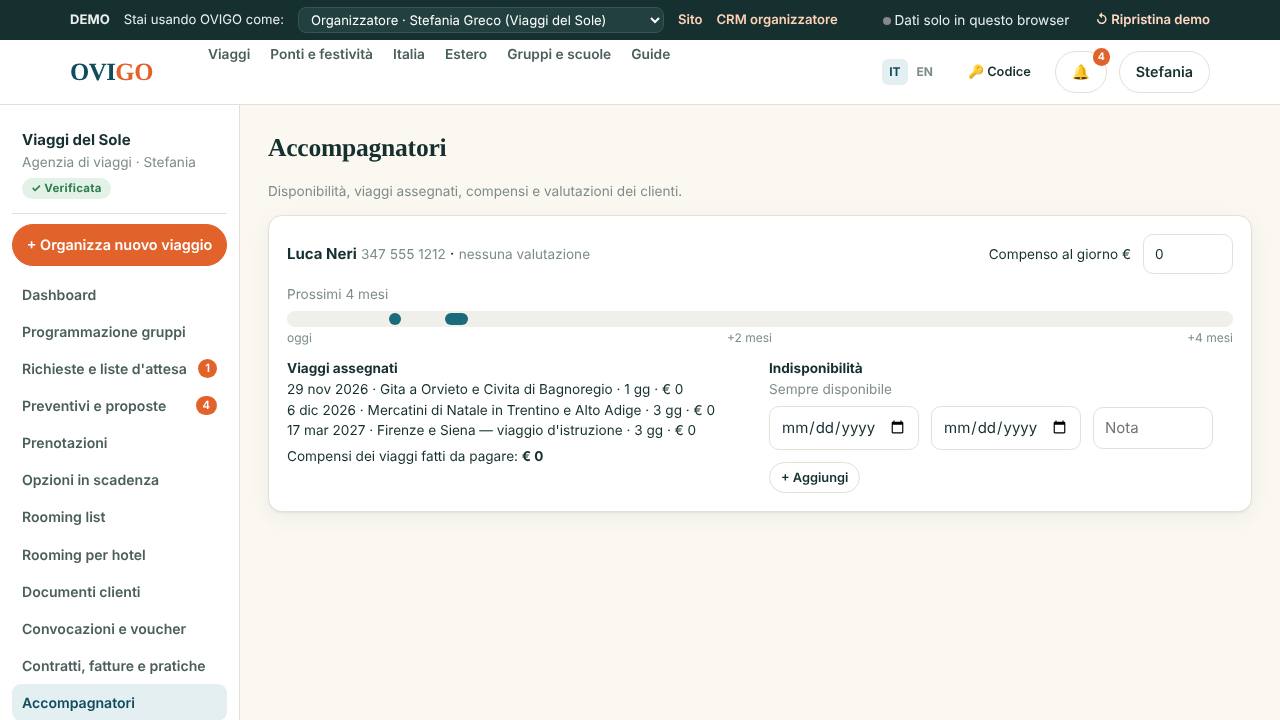 DEMO Stai usando OVIGO come: Organizzatore · Stefania Greco (Viaggi del Sole) Sito CRM organizzatore Dati solo in questo browser ↺ Ripristina demo
OVIGO Viaggi Ponti e festività Italia Estero Gruppi e scuole Guide IT EN 🔑 Codice 🔔 4 Stefania
Viaggi del Sole
Agenzia di viaggi · Stefania
✓ Verificata
+ Organizza nuovo viaggio
Dashboard
Programmazione gruppi
Richieste e liste d'attesa 1
Preventivi e proposte 4
Prenotazioni
Opzioni in scadenza
Rooming list
Rooming per hotel
Documenti clienti
Convocazioni e voucher
Contratti, fatture e pratiche
Accompagnatori
Accompagnatori
Disponibilità, viaggi assegnati, compensi e valutazioni dei clienti.
Luca Neri 347 555 1212 · nessuna valutazione Compenso al giorno € 0
Prossimi 4 mesi
oggi +2 mesi +4 mesi
Viaggi assegnati
29 nov 2026 · Gita a Orvieto e Civita di Bagnoregio · 1 gg · € 0
6 dic 2026 · Mercatini di Natale in Trentino e Alto Adige · 3 gg · € 0
17 mar 2027 · Firenze e Siena — viaggio d'istruzione · 3 gg · € 0
Compensi dei viaggi fatti da pagare: € 0
Indisponibilità
Sempre disponibile
mm/dd/yyyy mm/dd/yyyy Nota
+ Aggiungi